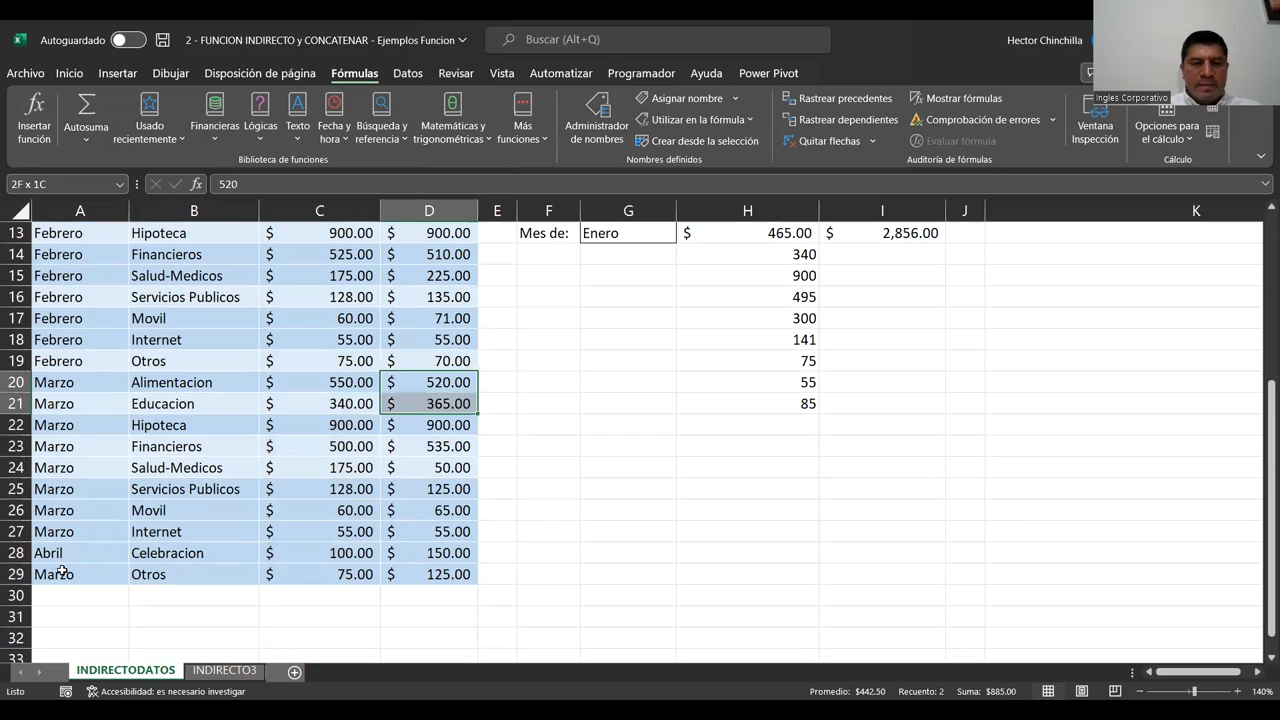 Autoguardado
2 - FUNCION INDIRECTO y CONCATENAR - Ejemplos Funcion
Buscar (Alt+Q)
Hector Chinchilla
Ingles Corporativo
Archivo Inicio Insertar Dibujar Disposición de página Fórmulas Datos Revisar Vista Automatizar Programador Ayuda Power Pivot
Insertar función
Autosuma
Usado recientemente
Financieras
Lógicas
Texto
Fecha y hora
Búsqueda y referencia
Matemáticas y trigonométricas
Más funciones
Biblioteca de funciones
Administrador de nombres
Asignar nombre
Utilizar en la fórmula
Crear desde la selección
Nombres definidos
Rastrear precedentes
Rastrear dependientes
Quitar flechas
Mostrar fórmulas
Comprobación de errores
Evaluar fórmula
Auditoría de fórmulas
Ventana Inspección
Opciones para el cálculo
Cálculo
2F x 1C fx 520
A B C D E F G H I J K
13 Febrero Hipoteca $ 900.00 $ 900.00 Mes de: Enero $ 465.00 $ 2,856.00
14 Febrero Financieros $ 525.00 $ 510.00 340
15 Febrero Salud-Medicos $ 175.00 $ 225.00 900
16 Febrero Servicios Publicos $ 128.00 $ 135.00 495
17 Febrero Movil $ 60.00 $ 71.00 300
18 Febrero Internet $ 55.00 $ 55.00 141
19 Febrero Otros $ 75.00 $ 70.00 75
20 Marzo Alimentacion $ 550.00 $ 520.00 55
21 Marzo Educacion $ 340.00 $ 365.00 85
22 Marzo Hipoteca $ 900.00 $ 900.00
23 Marzo Financieros $ 500.00 $ 535.00
24 Marzo Salud-Medicos $ 175.00 $ 50.00
25 Marzo Servicios Publicos $ 128.00 $ 125.00
26 Marzo Movil $ 60.00 $ 65.00
27 Marzo Internet $ 55.00 $ 55.00
28 Abril Celebracion $ 100.00 $ 150.00
29 Marzo Otros $ 75.00 $ 125.00
30
31
32
33
INDIRECTODATOS INDIRECTO3
Listo Accesibilidad: es necesario investigar Promedio: $442.50 Recuento: 2 Suma: $885.00 140%